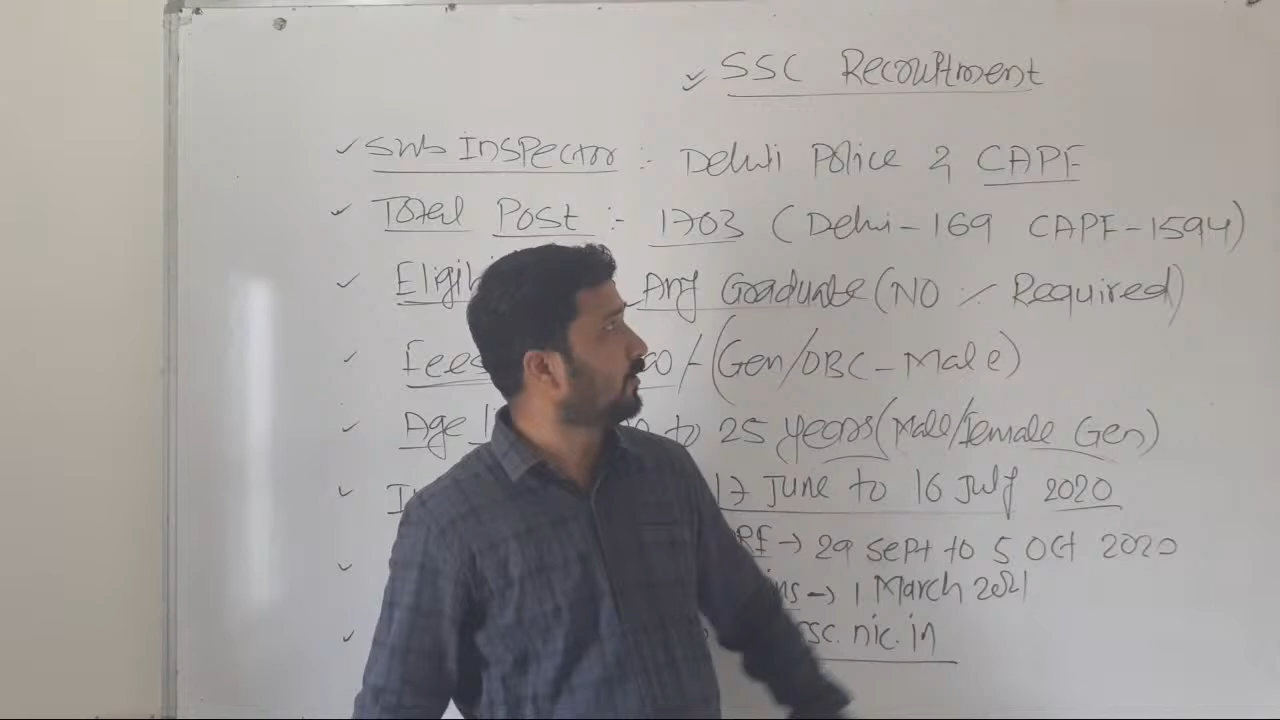 SSC Recruitment
Sub Inspector :- Delhi Police & CAPF
Total Post :- 1703 (Delhi-169 CAPF-1594)
Any Graduate (NO % Required)
Fees /- (Gen/OBC-Male)
Age to 25 years (Male/Female Gen)
17 June to 16 July 2020
→ 29 Sept to 5 Oct 2020
→ 1 March 2021
ssc.nic.in